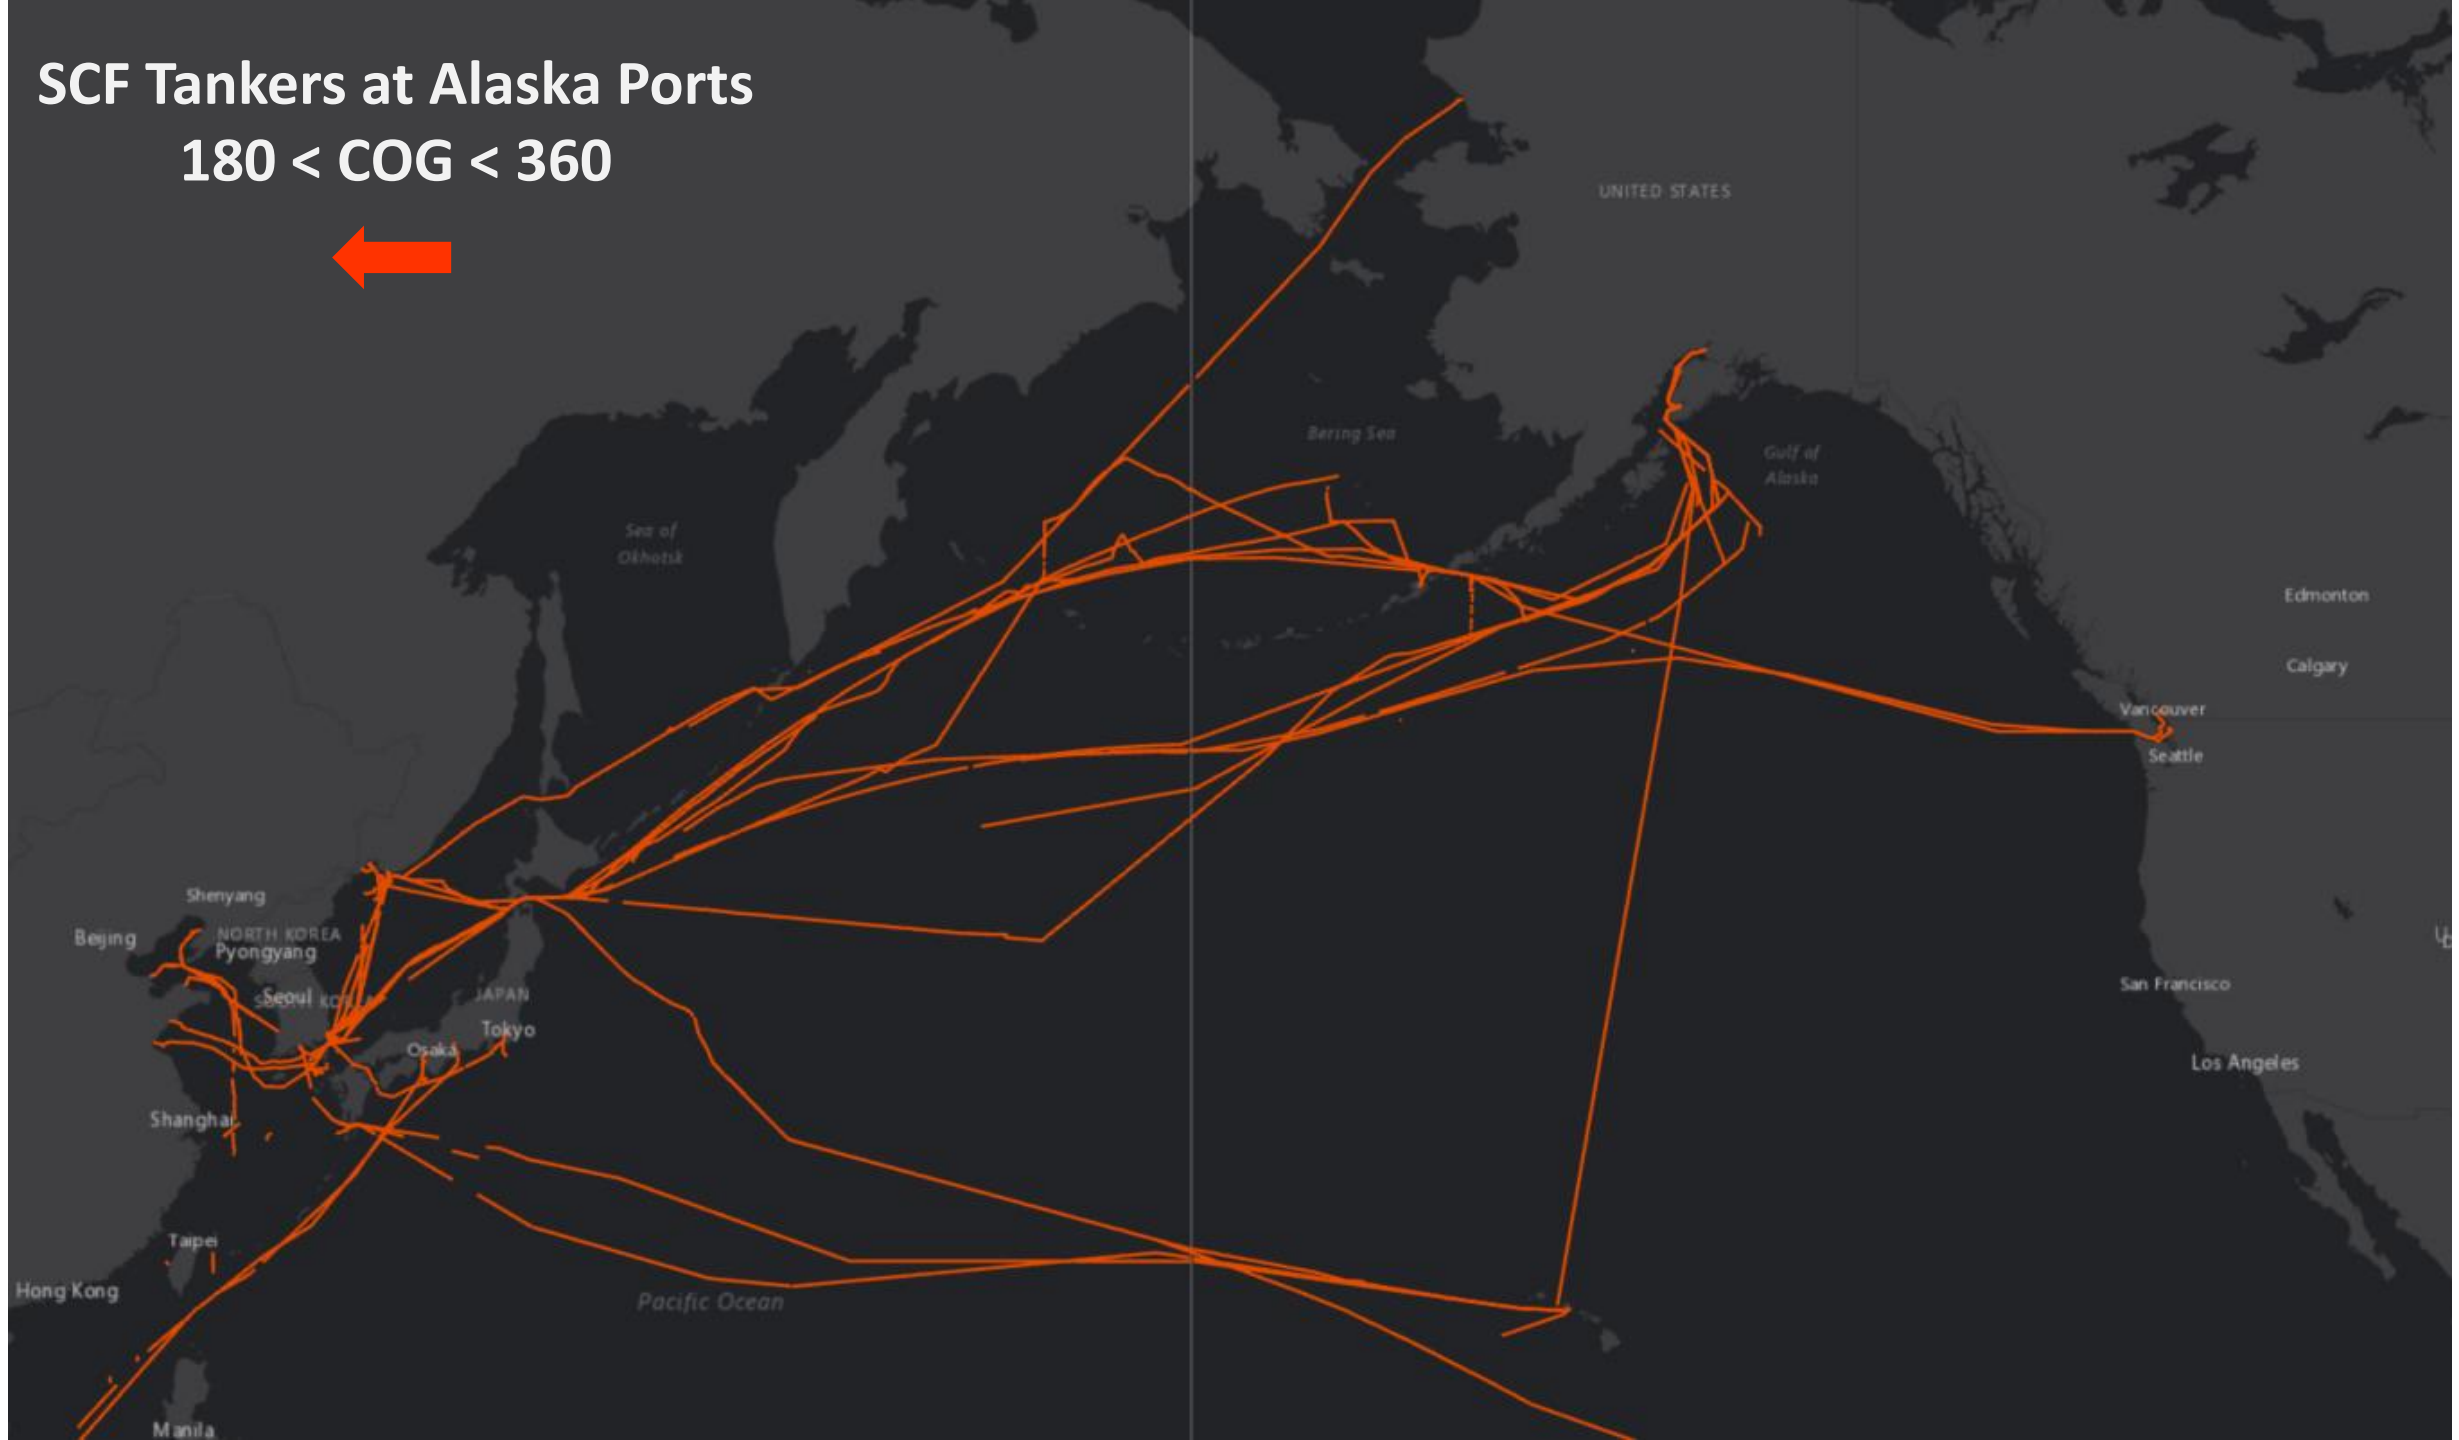 SCF Tankers at Alaska Ports
180 < COG < 360
UNITED STATES
Bering Sea
Gulf of
Alaska
Sea of
Okhotsk
Edmonton
Calgary
Vancouver
Seattle
Shenyang
Beijing
NORTH KOREA
Pyongyang
Seoul
JAPAN
Tokyo
Osaka
San Francisco
Los Angeles
Shanghai
Taipei
Hong Kong
Pacific Ocean
Manila